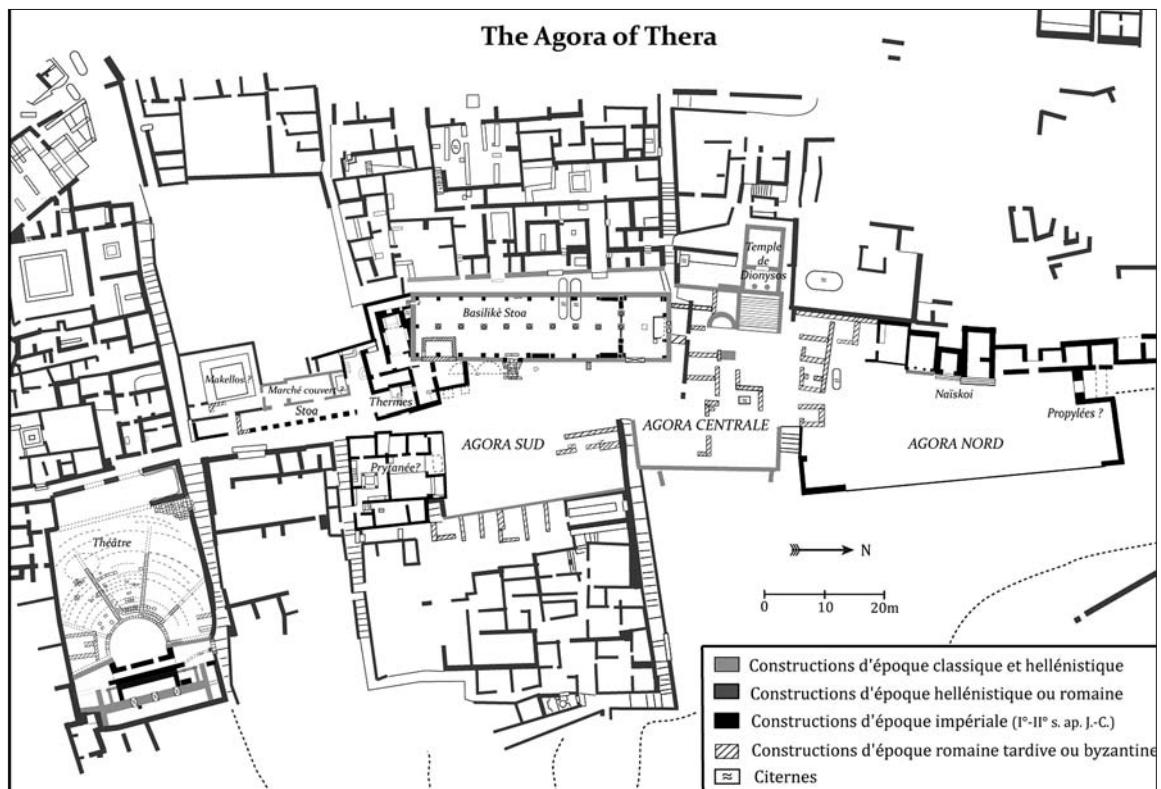 The Agora of Thera
Temple
de
Dionysos
Basilikè Stoa
Makellos ?
Marché couvert ?
Stoa
Thermes
Naïskoi
Propylées ?
AGORA SUD
AGORA CENTRALE
AGORA NORD
Prytanée?
Théâtre
N
0 10 20m
Constructions d'époque classique et hellénistique
Constructions d'époque hellénistique ou romaine
Constructions d'époque impériale (I°-II° s. ap. J.-C.)
Constructions d'époque romaine tardive ou byzantine
Citernes